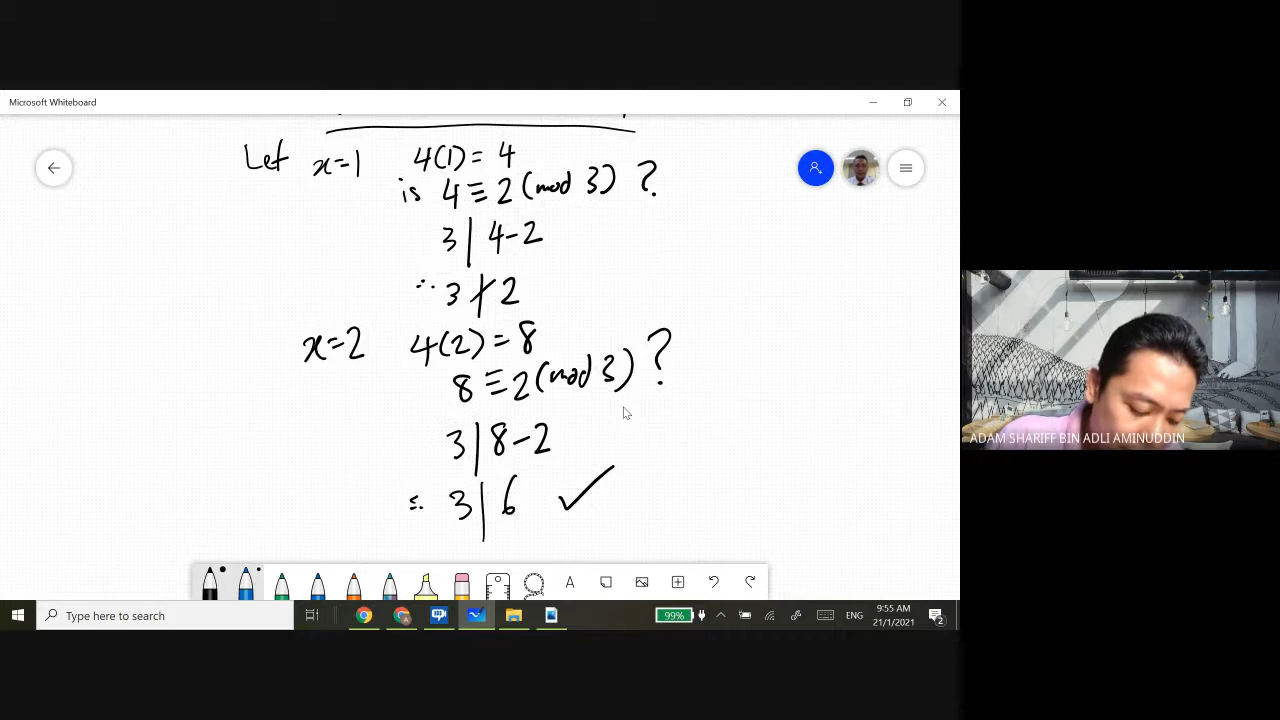 Microsoft Whiteboard
Let x=1 4(1) = 4
is 4 ≡ 2 (mod 3) ?
3 | 4-2
∴ 3 ∤ 2
x=2 4(2) = 8
8 ≡ 2 (mod 3) ?
3 | 8-2
∴ 3 | 6 ✓
ADAM SHARIFF BIN ADLI AMINUDDIN
A
Type here to search
99%
ENG
9:55 AM
21/1/2021
2